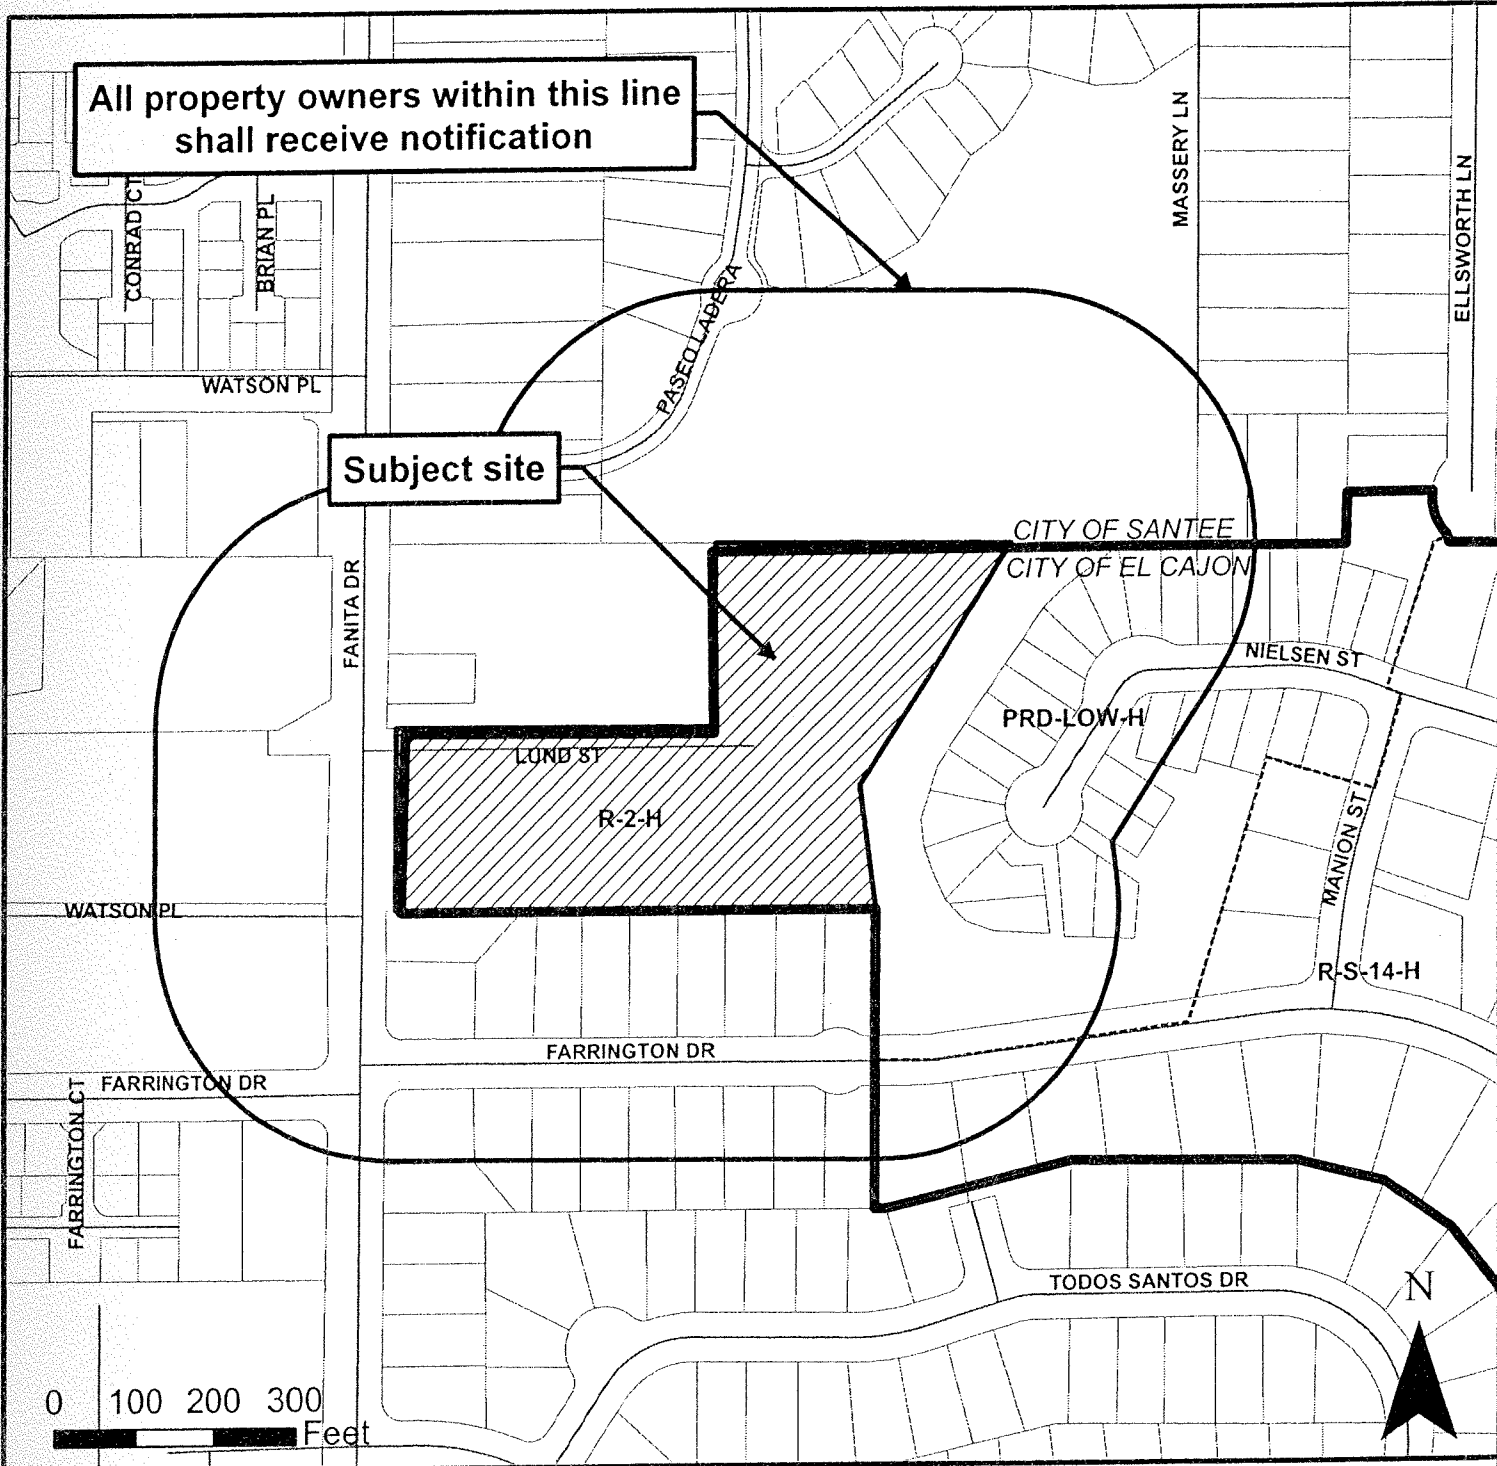 All property owners within this line
shall receive notification
CONRAD CT
BRIAN PL
MASSERY LN
ELLSWORTH LN
PASEO LADERA
WATSON PL
Subject site
CITY OF SANTEE
CITY OF EL CAJON
FANITA DR
NIELSEN ST
PRD-LOW-H
LUND ST
R-2-H
MANION ST
WATSON PL
R-S-14-H
FARRINGTON DR
FARRINGTON DR
FARRINGTON CT
TODOS SANTOS DR
N
0 100 200 300
Feet